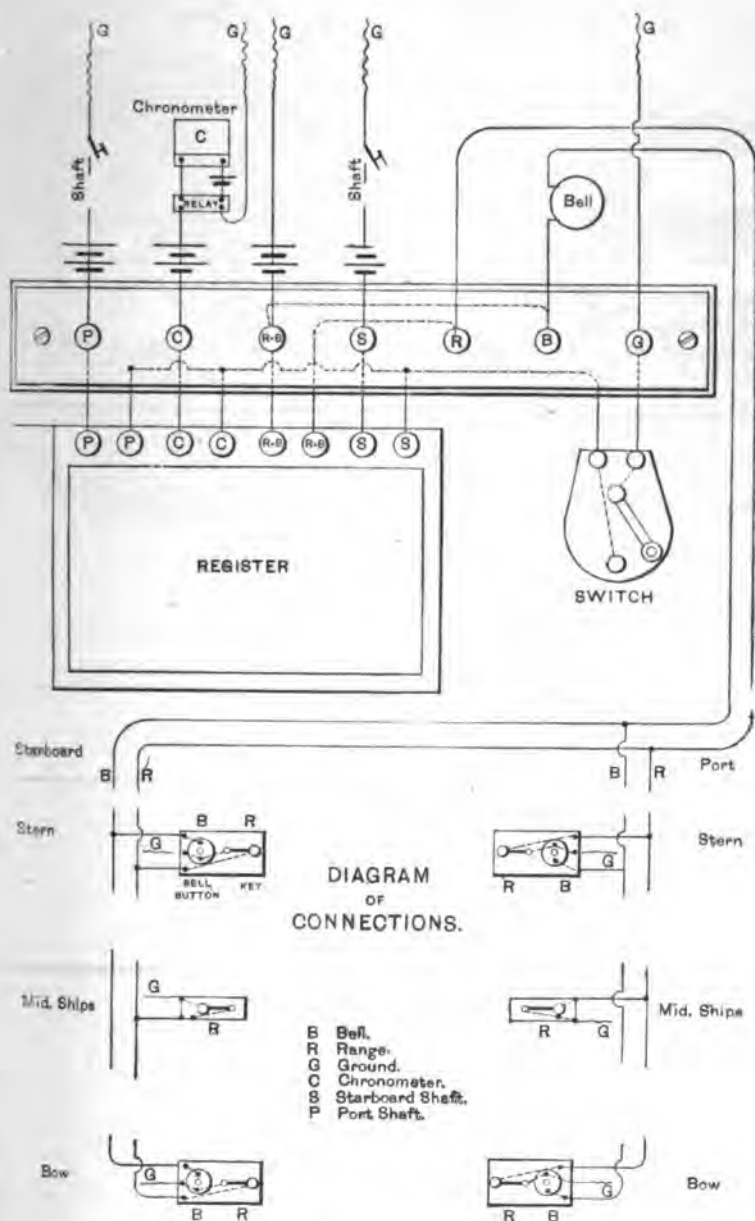 G G G G G
Chronometer
C
Shaft RELAY Shaft Bell
P C R-B S R B G
P P C C R-B R-B S S
REGISTER
SWITCH
Starboard Port
B R B R
Stern B R Stern
G G
BELL BUTTON KEY R B
DIAGRAM
OF
CONNECTIONS.
Mid. Ships G Mid. Ships
R R G
B Bell.
R Range.
G Ground.
C Chronometer.
S Starboard Shaft.
P Port Shaft.
Bow G G Bow
B R R B